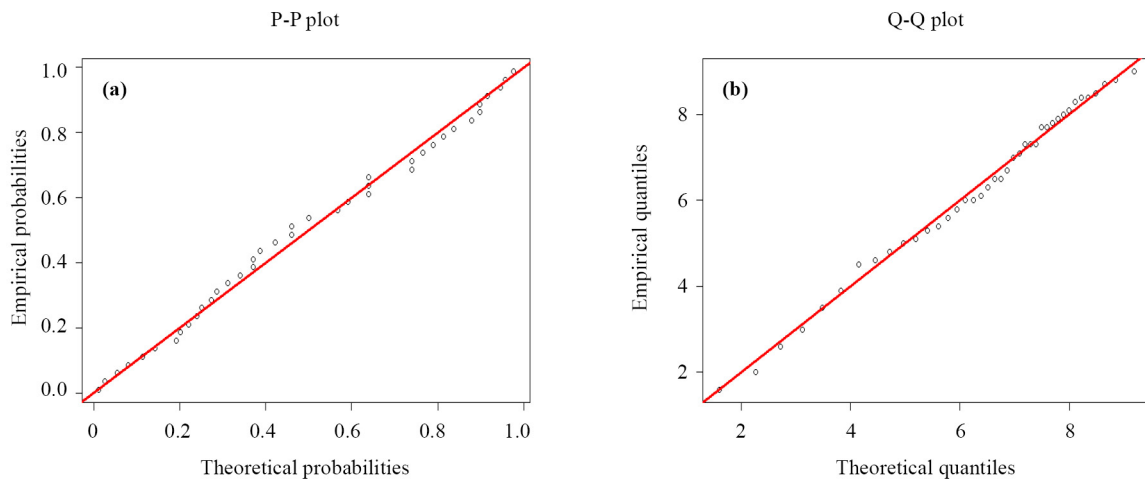 P-P plot
(a)
1.0
0.8
0.6
0.4
0.2
0.0
Empirical probabilities
0 0.2 0.4 0.6 0.8 1.0
Theoretical probabilities
Q-Q plot
(b)
8
6
4
2
Empirical quantiles
2 4 6 8
Theoretical quantiles